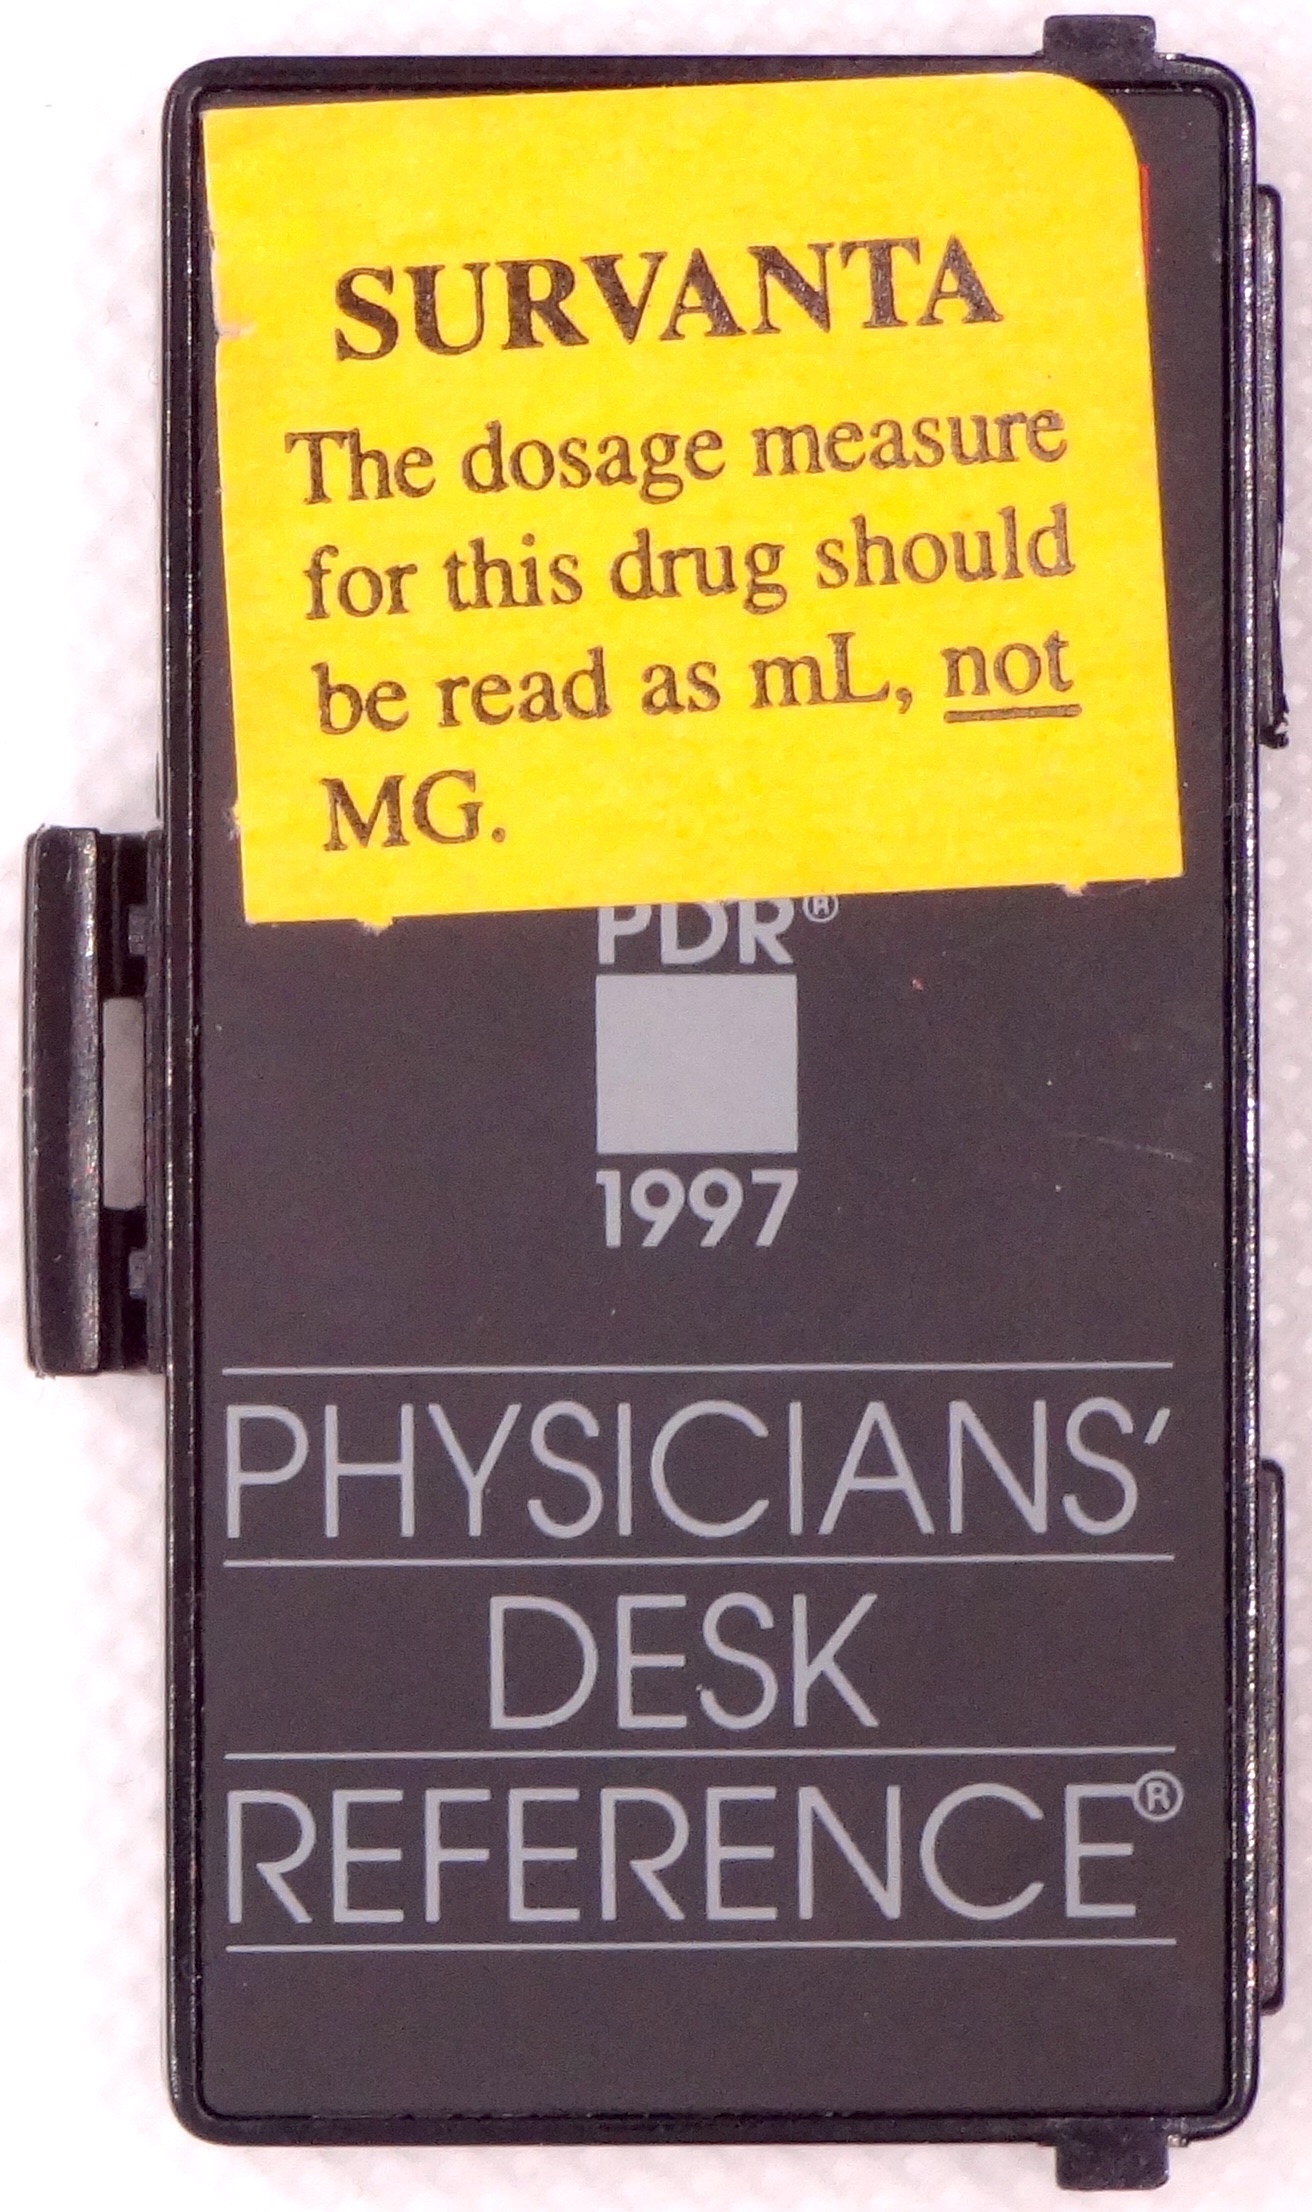 SURVANTA
The dosage measure
for this drug should
be read as mL, not
MG.
PDR®
1997
PHYSICIANS'
DESK
REFERENCE®